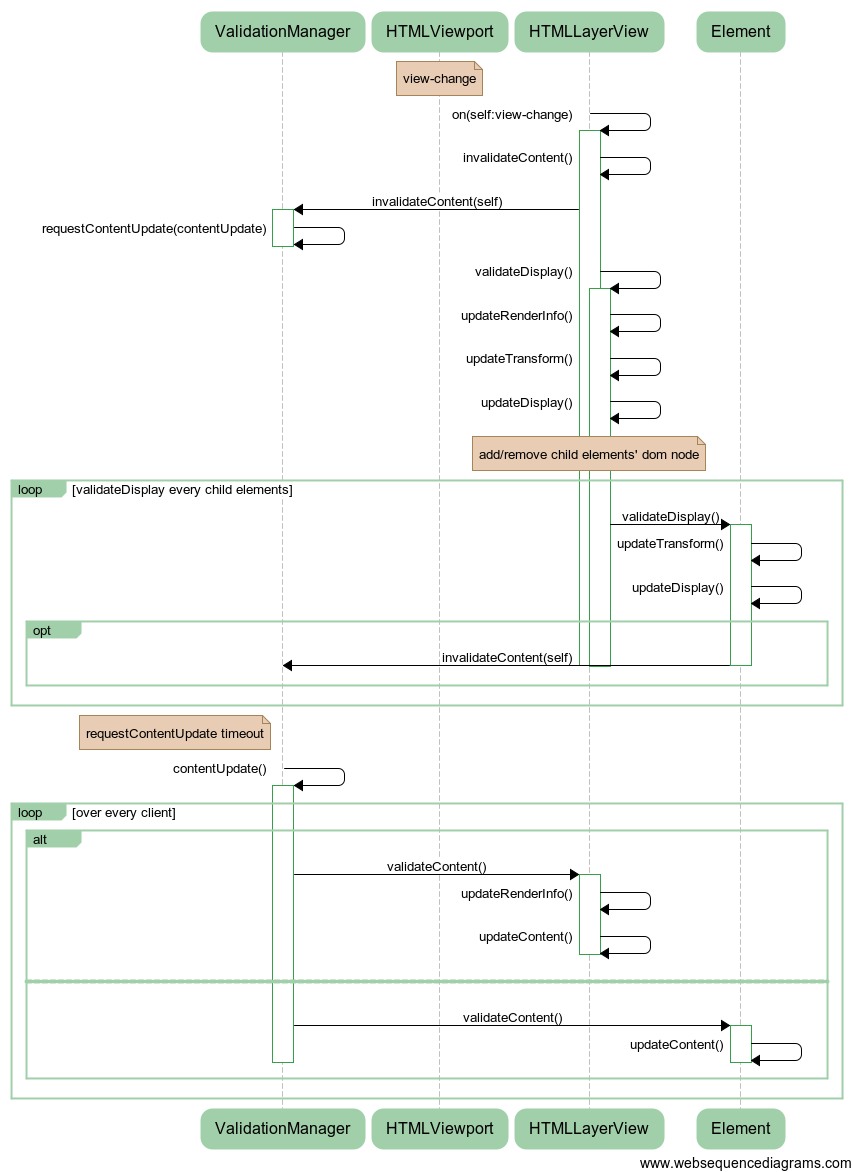 ValidationManager HTMLViewport HTMLLayerView Element
view-change
on(self:view-change)
invalidateContent()
invalidateContent(self)
requestContentUpdate(contentUpdate)
validateDisplay()
updateRenderInfo()
updateTransform()
updateDisplay()
add/remove child elements' dom node
loop [validateDisplay every child elements]
validateDisplay()
updateTransform()
updateDisplay()
opt
invalidateContent(self)
requestContentUpdate timeout
contentUpdate()
loop [over every client]
alt
validateContent()
updateRenderInfo()
updateContent()
validateContent()
updateContent()
ValidationManager HTMLViewport HTMLLayerView Element
www.websequencediagrams.com